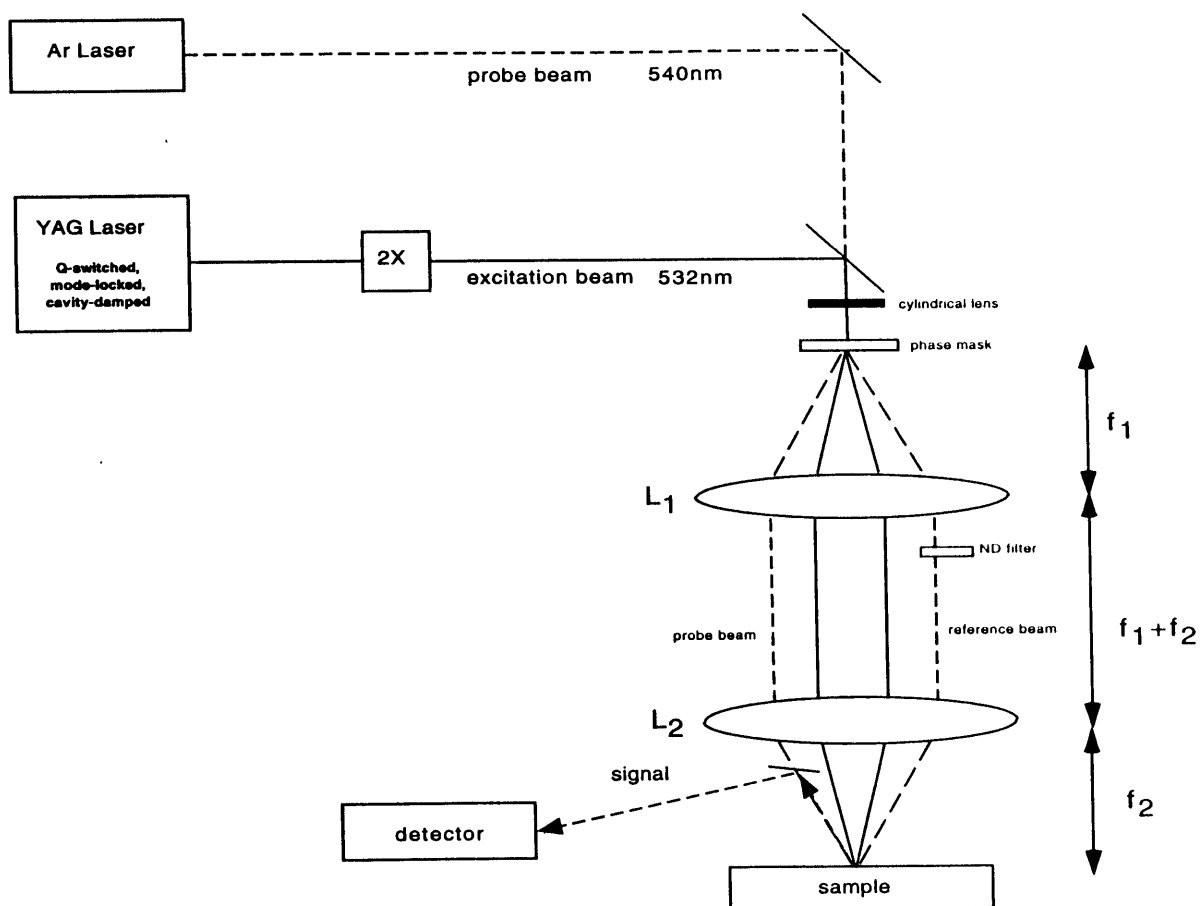 Ar Laser
probe beam 540nm
YAG Laser
Q-switched,
mode-locked,
cavity-damped
2X
excitation beam 532nm
cylindrical lens
phase mask
f1
L1
ND filter
probe beam
reference beam
f1+f2
L2
signal
f2
detector
sample